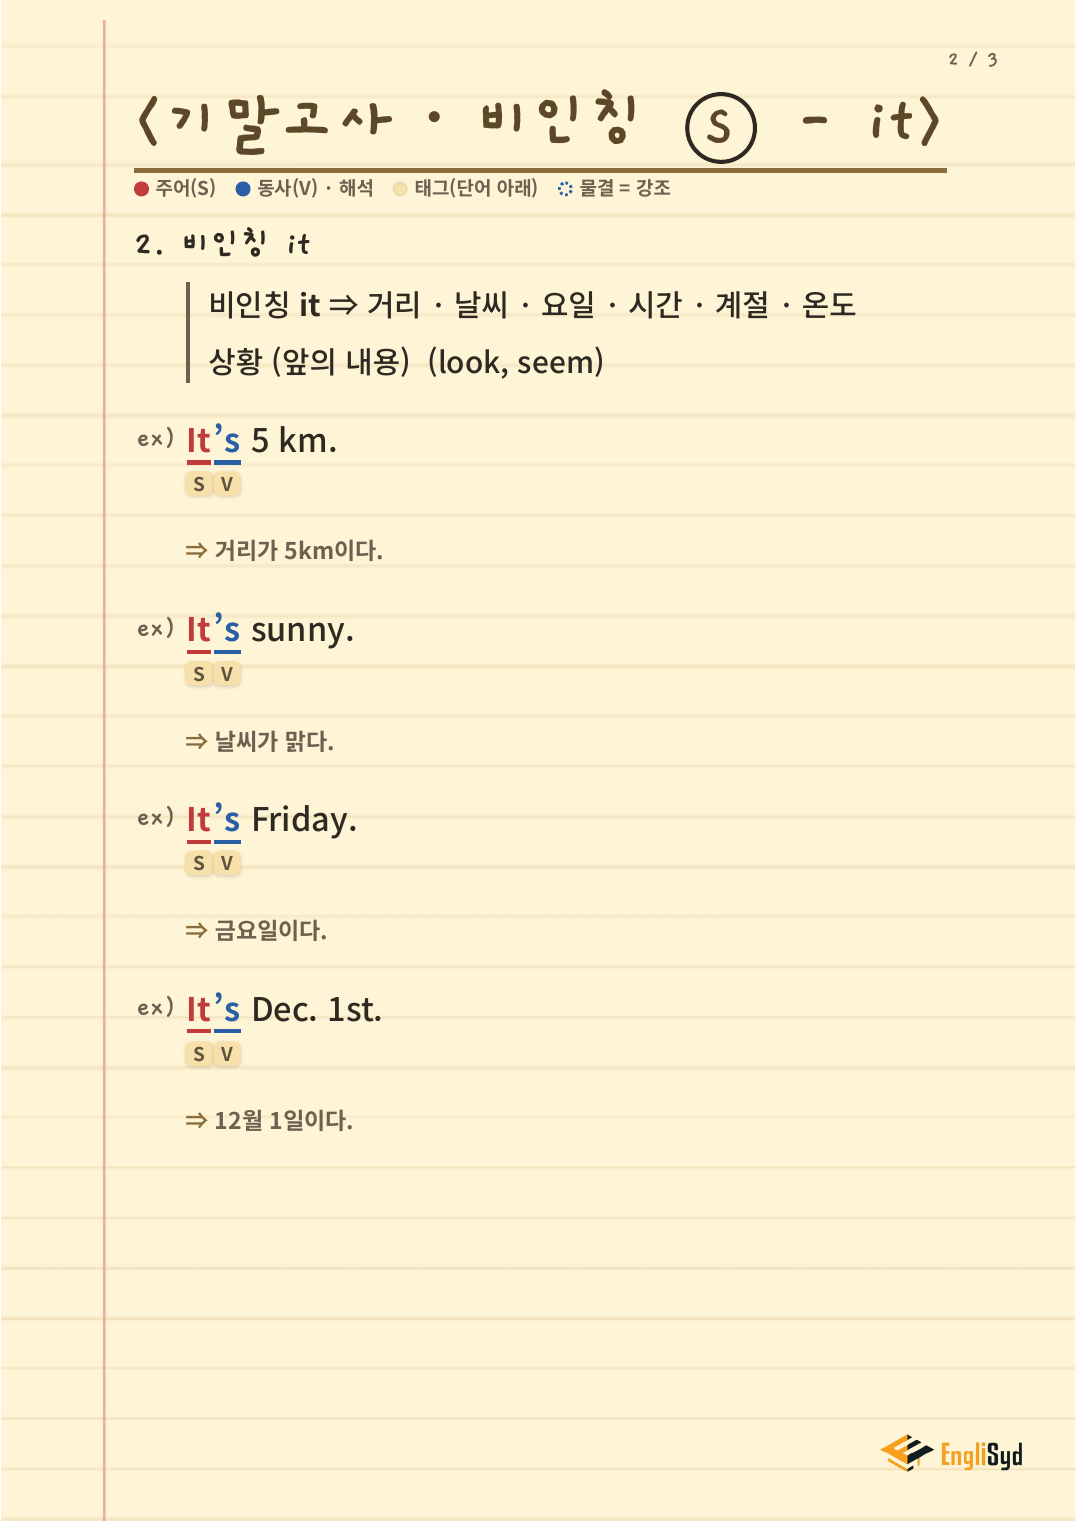 2 / 3
<기말고사 · 비인칭 S - it>
주어(S) 동사(V) · 해석 태그(단어 아래) 물결 = 강조
2. 비인칭 it
비인칭 it ⇒ 거리 · 날씨 · 요일 · 시간 · 계절 · 온도
상황 (앞의 내용) (look, seem)
ex) It’s 5 km.
S V
⇒ 거리가 5km이다.
ex) It’s sunny.
S V
⇒ 날씨가 맑다.
ex) It’s Friday.
S V
⇒ 금요일이다.
ex) It’s Dec. 1st.
S V
⇒ 12월 1일이다.
EngliSyd